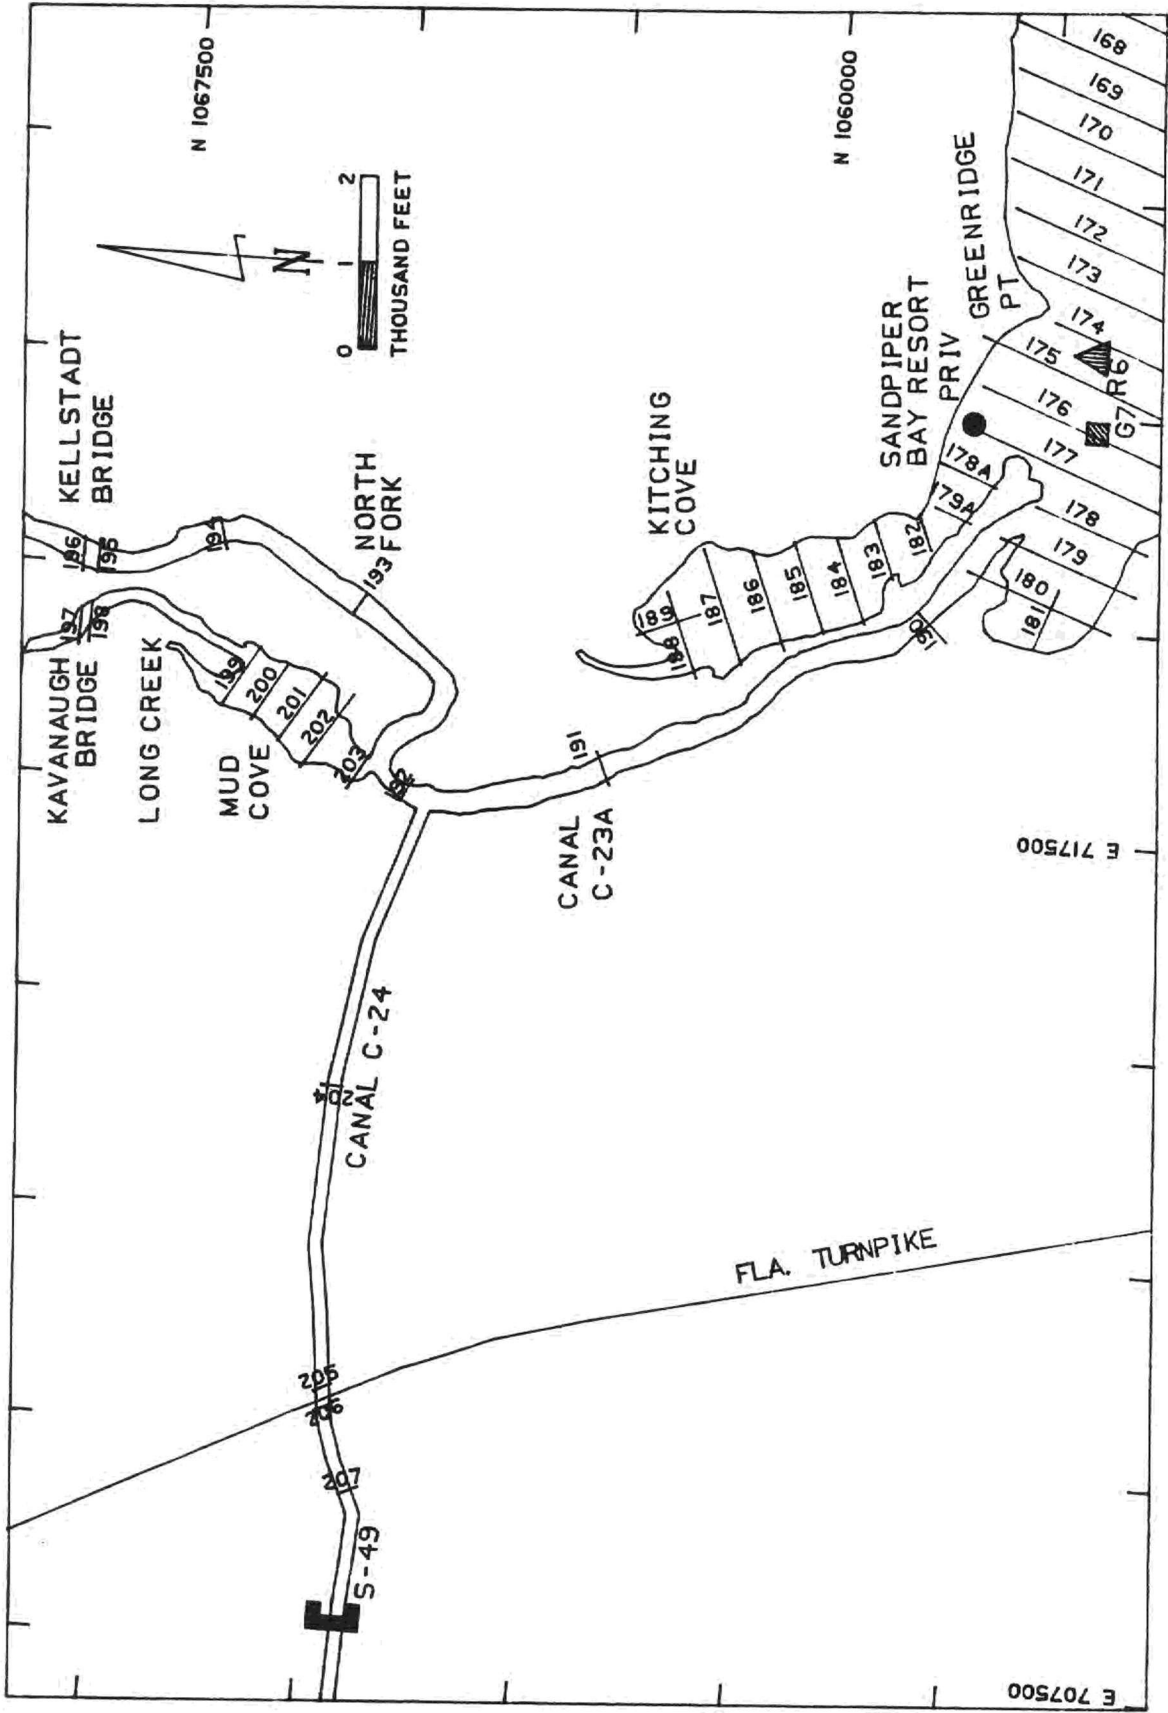 N 1067500
N 1060000
E 717500
E 707500
N
0 1 2
THOUSAND FEET
KELLSTADT
BRIDGE
KAVANAUGH
BRIDGE
LONG CREEK
MUD
COVE
NORTH
FORK
KITCHING
COVE
SANDPIPER
BAY RESORT
PRIV
GREENRIDGE
PT
CANAL
C-23A
CANAL C-24
FLA. TURNPIKE
S-49
G7
R6
168
169
170
171
172
173
174
175
176
177
178
178A
179
179A
180
181
182
183
184
185
186
187
188
189
190
191
192
193
194
195
196
197
198
199
200
201
202
203
204
205
206
207